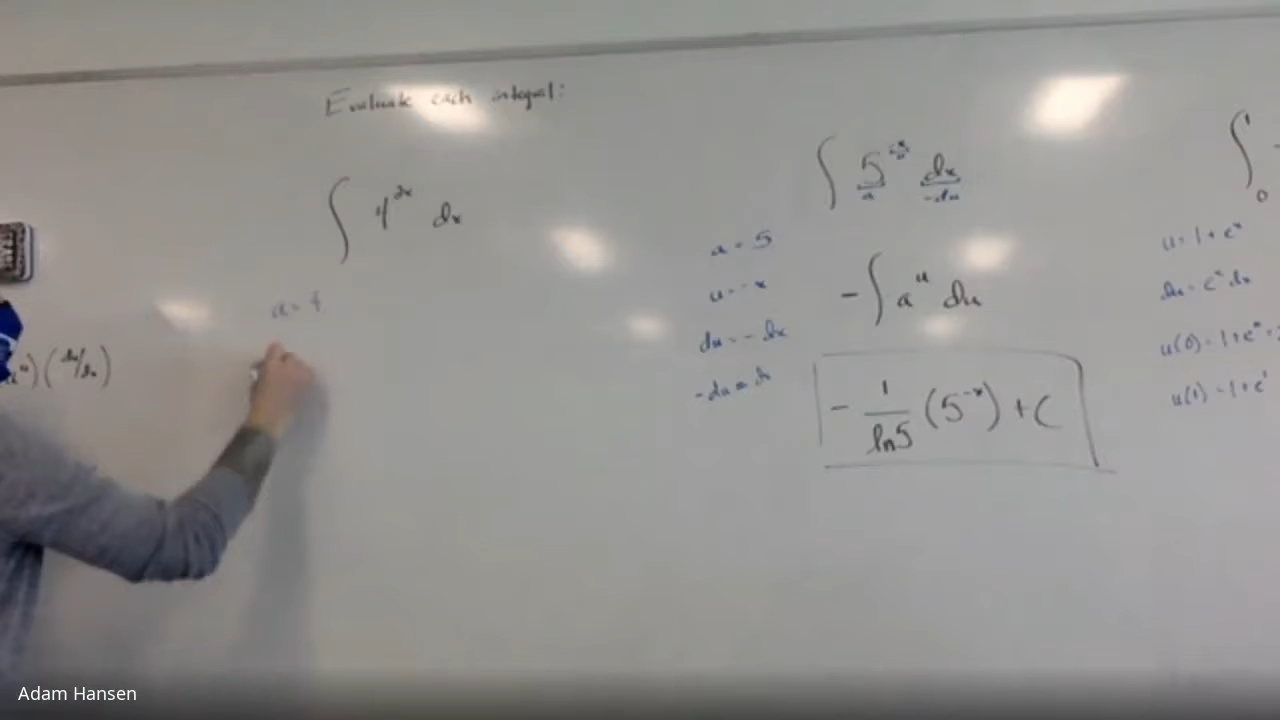 Evaluate each integral:
∫ 4^{2x} dx
a = 4
∫ 5^{-x} dx
a
-du
a = 5
u = -x
du = - dx
-du = dx
- ∫ a^u du
- 1/ln5 (5^{-x}) + C
∫
0
u = 1 + e^x
du = e^x dx
u(0) = 1 + e^0 =
u(1) = 1 + e^1
Adam Hansen